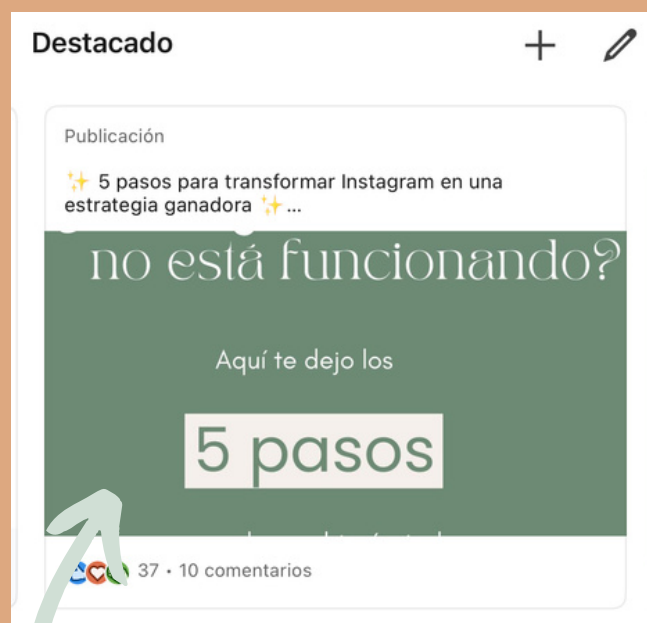 Destacado
Publicación
✨ 5 pasos para transformar Instagram en una
estrategia ganadora ✨...
no está funcionando?
Aquí te dejo los
5 pasos
37 • 10 comentarios